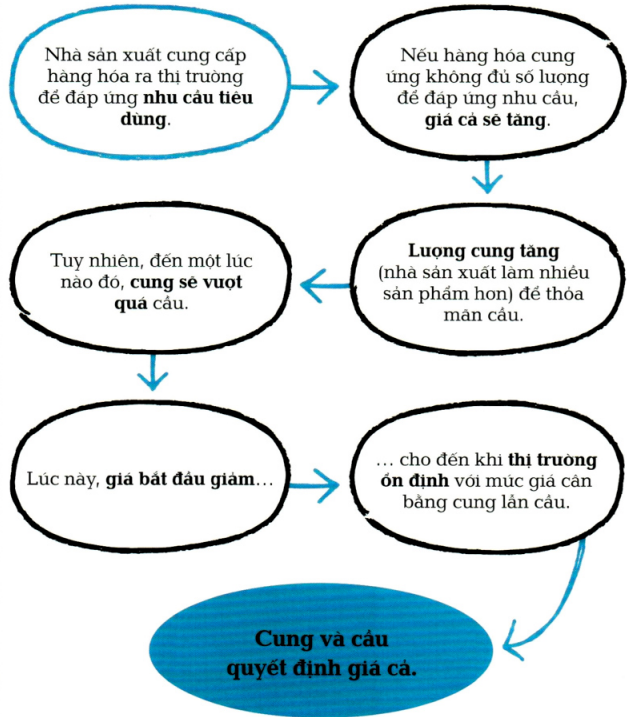 Nhà sản xuất cung cấp
hàng hóa ra thị trường
để đáp ứng nhu cầu tiêu
dùng.
Nếu hàng hóa cung
ứng không đủ số lượng
để đáp ứng nhu cầu,
giá cả sẽ tăng.
Lượng cung tăng
(nhà sản xuất làm nhiều
sản phẩm hơn) để thỏa
mãn cầu.
Tuy nhiên, đến một lúc
nào đó, cung sẽ vượt
quá cầu.
Lúc này, giá bắt đầu giảm…
… cho đến khi thị trường
ổn định với mức giá cân
bằng cung lẫn cầu.
Cung và cầu
quyết định giá cả.